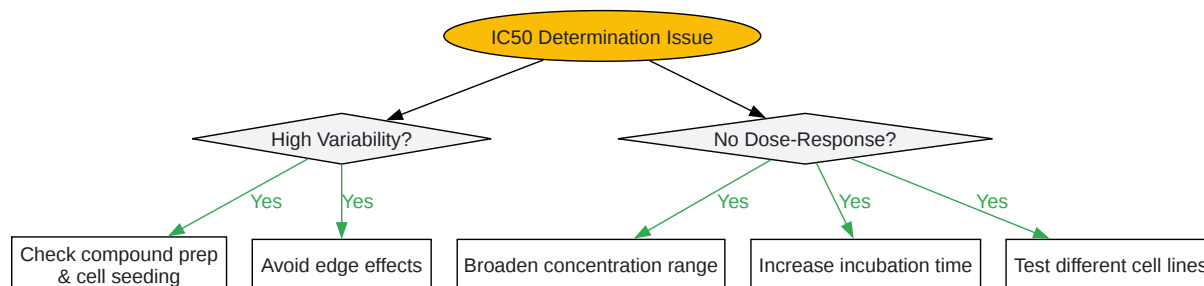 IC50 Determination Issue
High Variability?
No Dose-Response?
Yes
Yes
Yes
Yes
Yes
Check compound prep
& cell seeding
Avoid edge effects
Broaden concentration range
Increase incubation time
Test different cell lines